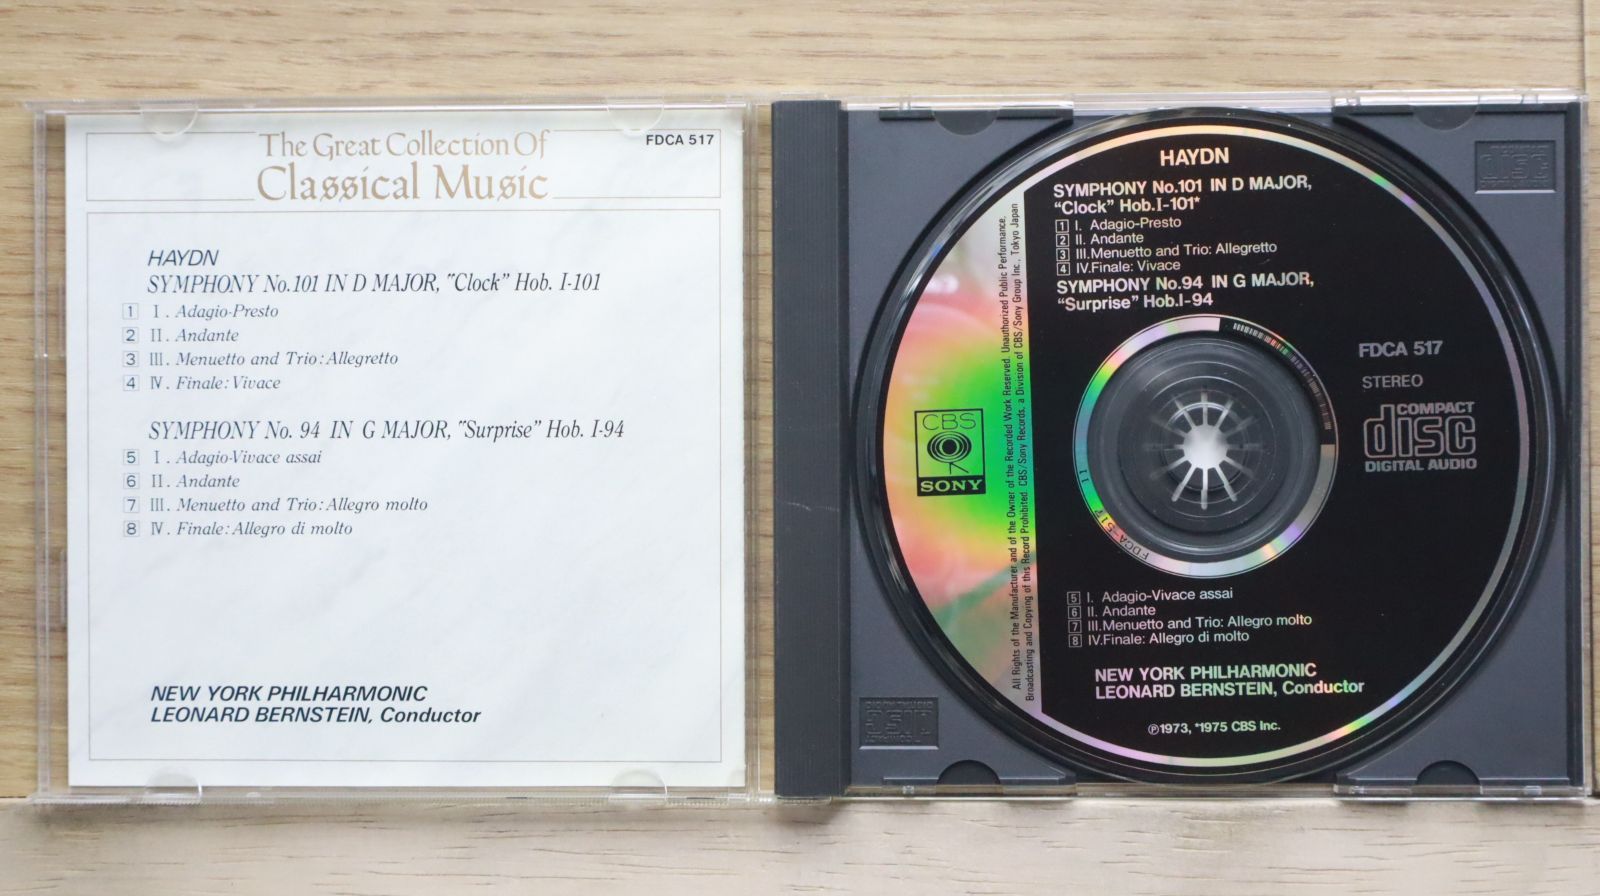 The Great Collection Of
Classical Music
FDCA 517
HAYDN
SYMPHONY No.101 IN D MAJOR, "Clock" Hob. I-101
1 I. Adagio-Presto
2 II. Andante
3 III. Menuetto and Trio:Allegretto
4 IV. Finale:Vivace
SYMPHONY No. 94 IN G MAJOR, "Surprise" Hob. I-94
5 I. Adagio-Vivace assai
6 II. Andante
7 III. Menuetto and Trio:Allegro molto
8 IV. Finale:Allegro di molto
NEW YORK PHILHARMONIC
LEONARD BERNSTEIN, Conductor
HAYDN
SYMPHONY No.101 IN D MAJOR,
"Clock" Hob.I-101*
1 I. Adagio-Presto
2 II. Andante
3 III.Menuetto and Trio: Allegretto
4 IV.Finale: Vivace
SYMPHONY No.94 IN G MAJOR,
"Surprise" Hob.I-94
FDCA 517
STEREO
COMPACT
disc
DIGITAL AUDIO
CBS
SONY
All Rights of the Manufacturer and of the Owner of the Recorded Work Reserved. Unauthorized Public Performance,
Broadcasting and Copying of this Record Prohibited. CBS/Sony Records, a Division of CBS/Sony Group Inc., Tokyo Japan
FDCA-517 11
5 I. Adagio-Vivace assai
6 II. Andante
7 III.Menuetto and Trio: Allegro molto
8 IV.Finale: Allegro di molto
NEW YORK PHILHARMONIC
LEONARD BERNSTEIN, Conductor
℗1973, *1975 CBS Inc.